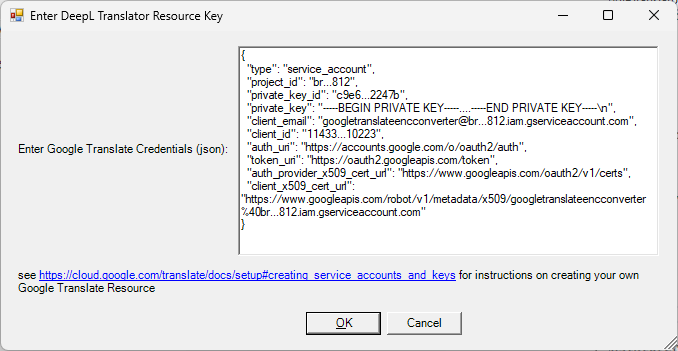 Enter DeepL Translator Resource Key
Enter Google Translate Credentials (json):
{
"type": "service_account",
"project_id": "br...812",
"private_key_id": "c9e6...2247b",
"private_key": "-----BEGIN PRIVATE KEY-----....-----END PRIVATE KEY-----\n",
"client_email": "googletranslateencconverter@br...812.iam.gserviceaccount.com",
"client_id": "11433...10223",
"auth_uri": "https://accounts.google.com/o/oauth2/auth",
"token_uri": "https://oauth2.googleapis.com/token",
"auth_provider_x509_cert_url": "https://www.googleapis.com/oauth2/v1/certs",
"client_x509_cert_url":
"https://www.googleapis.com/robot/v1/metadata/x509/googletranslateencconverter
%40br...812.iam.gserviceaccount.com"
}
see https://cloud.google.com/translate/docs/setup#creating_service_accounts_and_keys for instructions on creating your own
Google Translate Resource
OK
Cancel